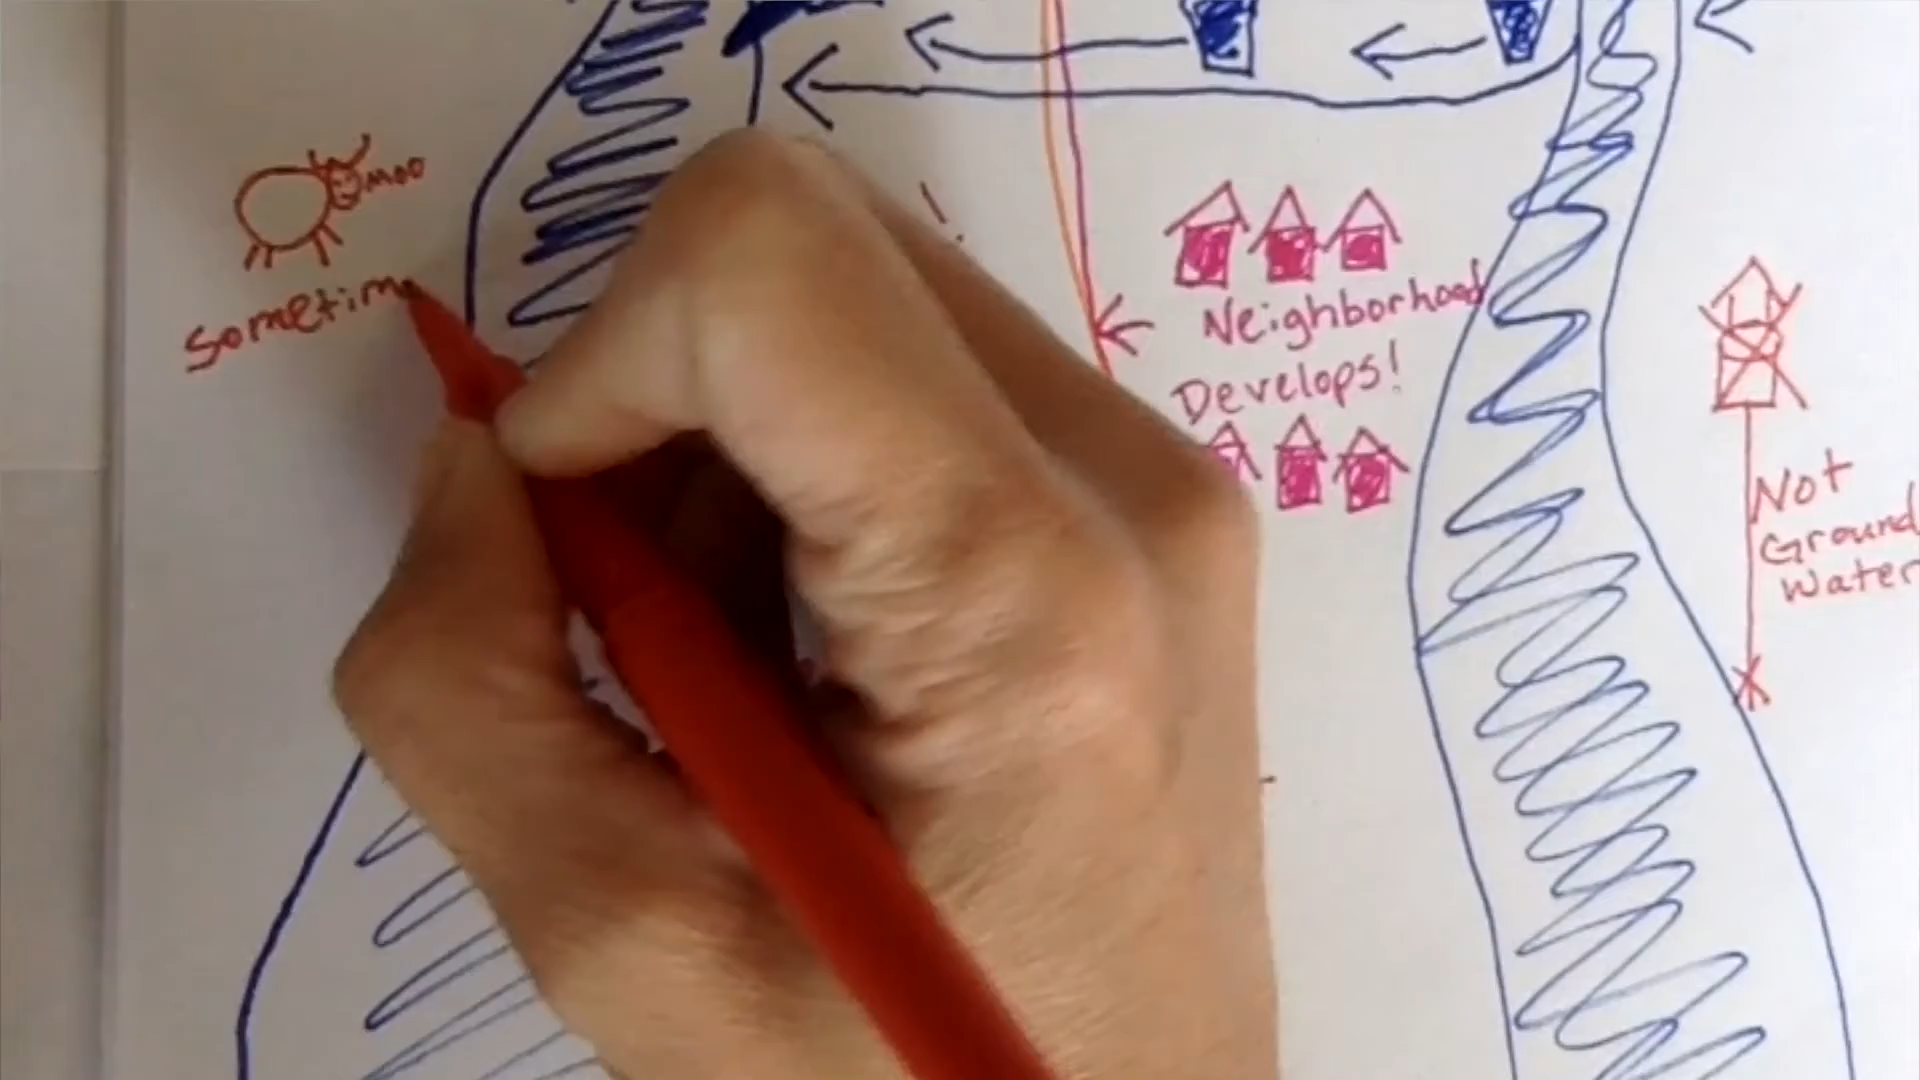 moo
Sometim
Neighborhood
Develops!
Not
Ground
Water